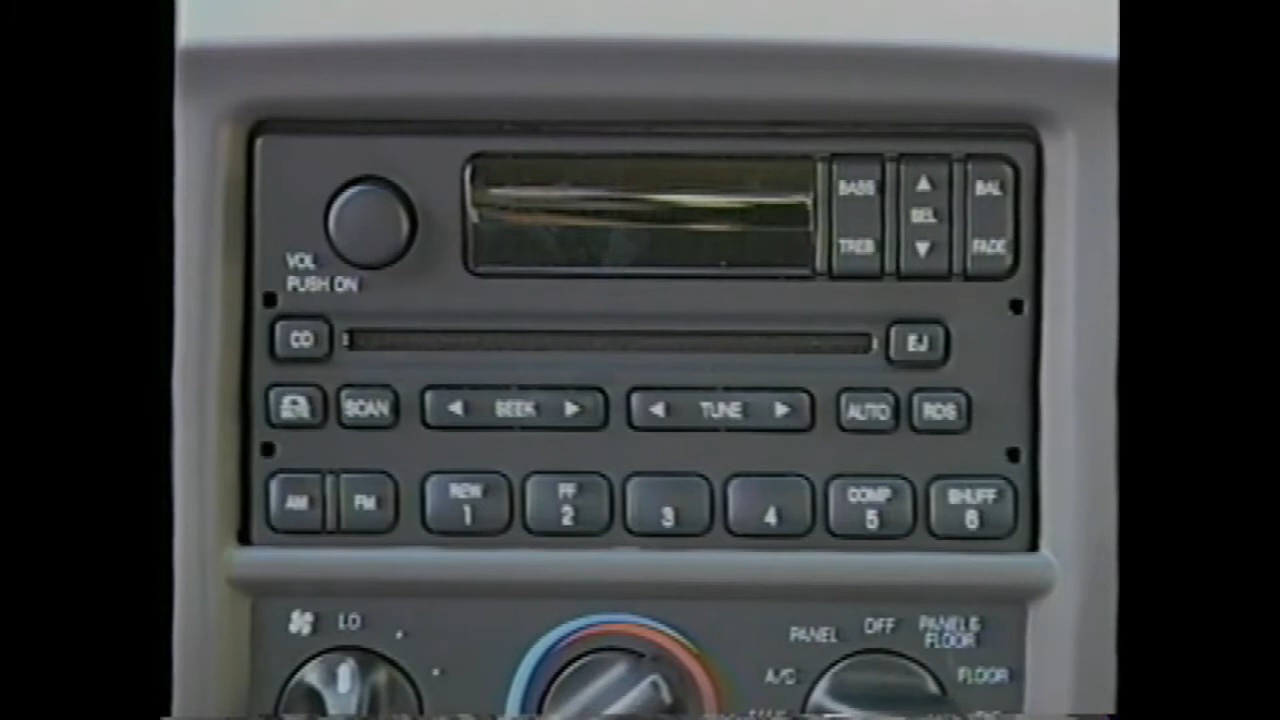 BASS ▲ BAL
SEL
TREB ▼ FADE
VOL
PUSH ON
CD EJ
SCAN ◄ SEEK ► ◄ TUNE ► AUTO RDS
AM FM REW 1 FF 2 3 4 COMP 5 SHUFF 6
LO PANEL OFF PANEL &
FLOOR
A/C FLOOR